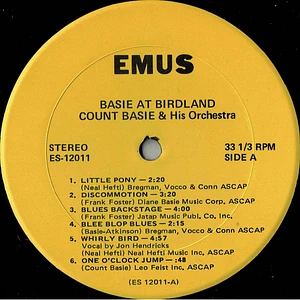 EMUS
BASIE AT BIRDLAND
COUNT BASIE & His Orchestra
STEREO
ES-12011
33 1/3 RPM
SIDE A
1. LITTLE PONY — 2:20
(Neal Hefti) Bregman, Vocco & Conn ASCAP
2. DISCOMMOTION — 3:20
(Frank Foster) Diane Basie Music Corp, ASCAP
3. BLUES BACKSTAGE — 4:00
(Frank Foster) Jatap Music Publ, Co, Inc,
4. BLEE BLOP BLUES — 2:15
(Basie-Atkinson) Bregman, Vocco & Conn ASCAP
5. WHIRLY BIRD — 4:57
Vocal by Jon Hendricks
(Neal Hefti) Neal Hefti Music Inc, ASCAP
6. ONE O'CLOCK JUMP — :48
(Count Basie) Leo Feist Inc, ASCAP
(ES 12011-A)